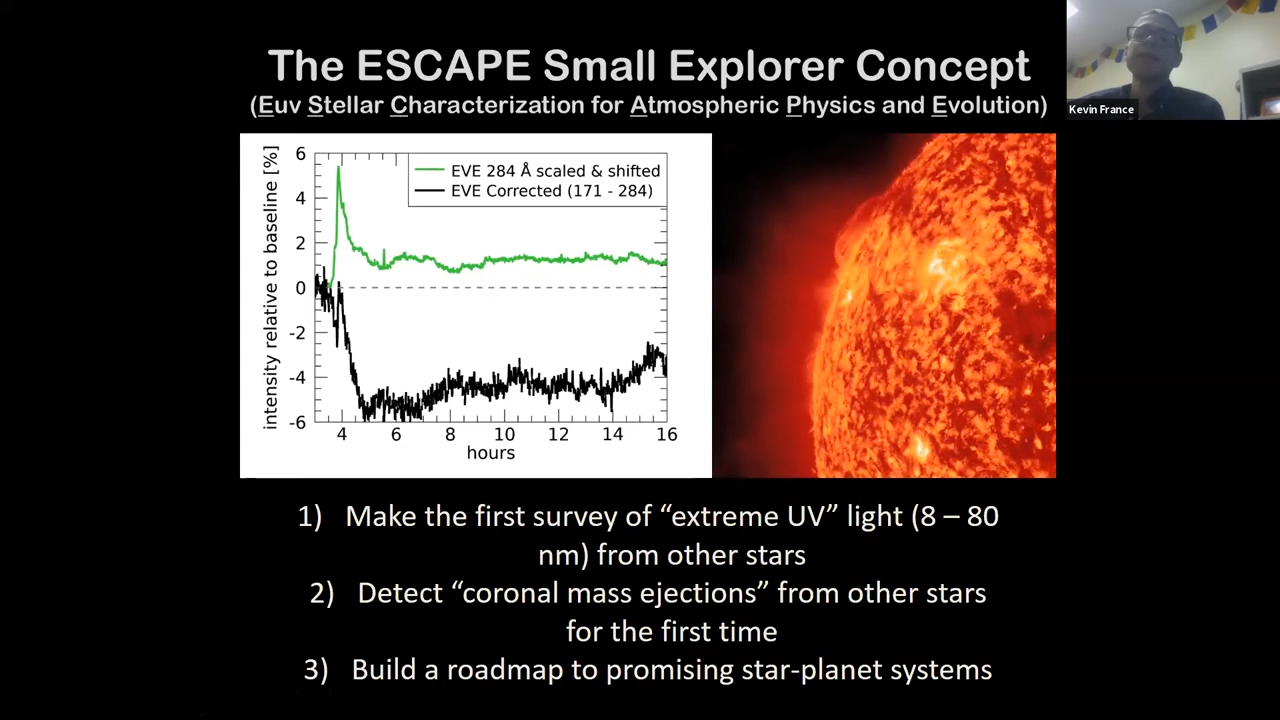 The ESCAPE Small Explorer Concept
(Euv Stellar Characterization for Atmospheric Physics and Evolution)
Kevin France
intensity relative to baseline [%]
6
4
2
0
-2
-4
-6
EVE 284 Å scaled & shifted
EVE Corrected (171 - 284)
4 6 8 10 12 14 16
hours
1) Make the first survey of “extreme UV” light (8 – 80
nm) from other stars
2) Detect “coronal mass ejections” from other stars
for the first time
3) Build a roadmap to promising star-planet systems